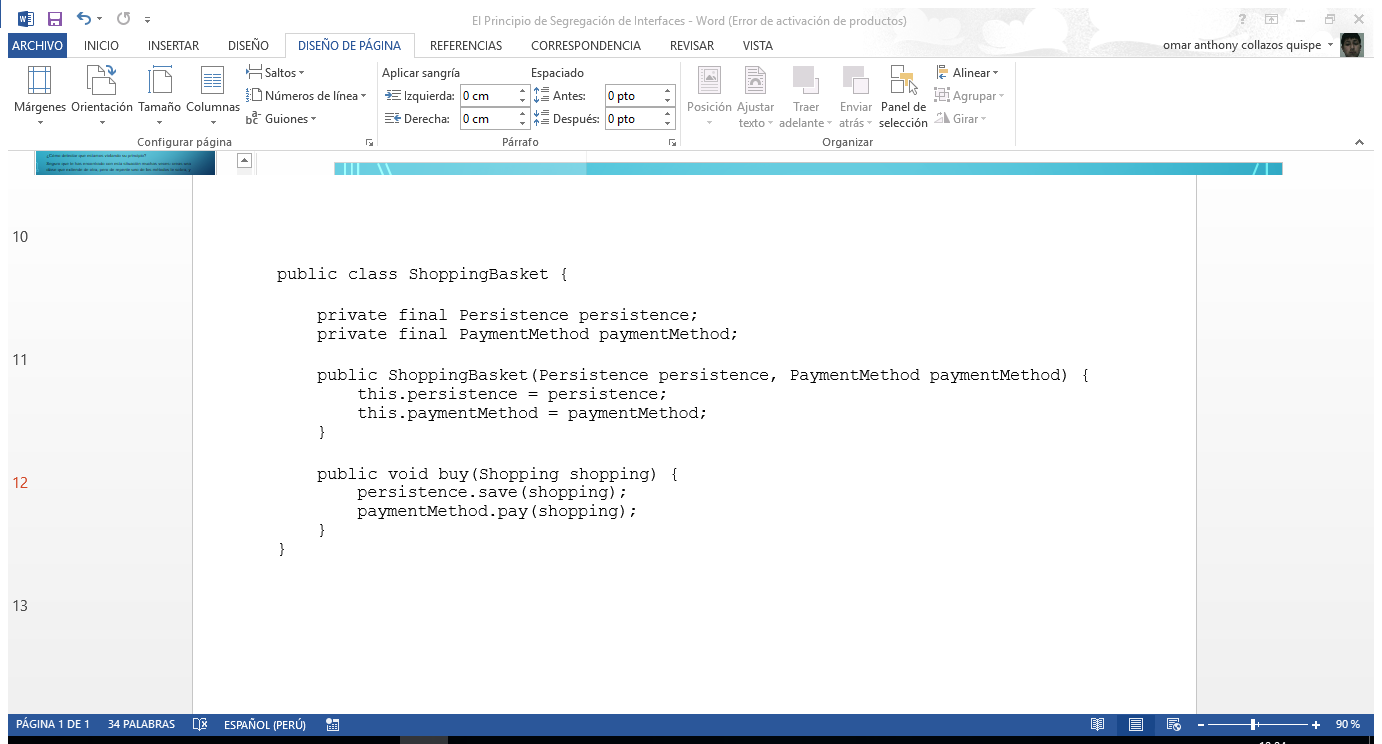 El Principio de Segregación de Interfaces - Word (Error de activación de productos)
ARCHIVO INICIO INSERTAR DISEÑO DISEÑO DE PÁGINA REFERENCIAS CORRESPONDENCIA REVISAR VISTA omar anthony collazos quispe
Márgenes Orientación Tamaño Columnas
Saltos
Números de línea
Guiones
Configurar página
Aplicar sangría Espaciado
Izquierda: 0 cm Antes: 0 pto
Derecha: 0 cm Después: 0 pto
Párrafo
Posición Ajustar texto Traer adelante Enviar atrás Panel de selección
Alinear
Agrupar
Girar
Organizar
10
11
12
13
public class ShoppingBasket {
private final Persistence persistence;
private final PaymentMethod paymentMethod;
public ShoppingBasket(Persistence persistence, PaymentMethod paymentMethod) {
this.persistence = persistence;
this.paymentMethod = paymentMethod;
}
public void buy(Shopping shopping) {
persistence.save(shopping);
paymentMethod.pay(shopping);
}
}
PÁGINA 1 DE 1 34 PALABRAS ESPAÑOL (PERÚ) 90 %